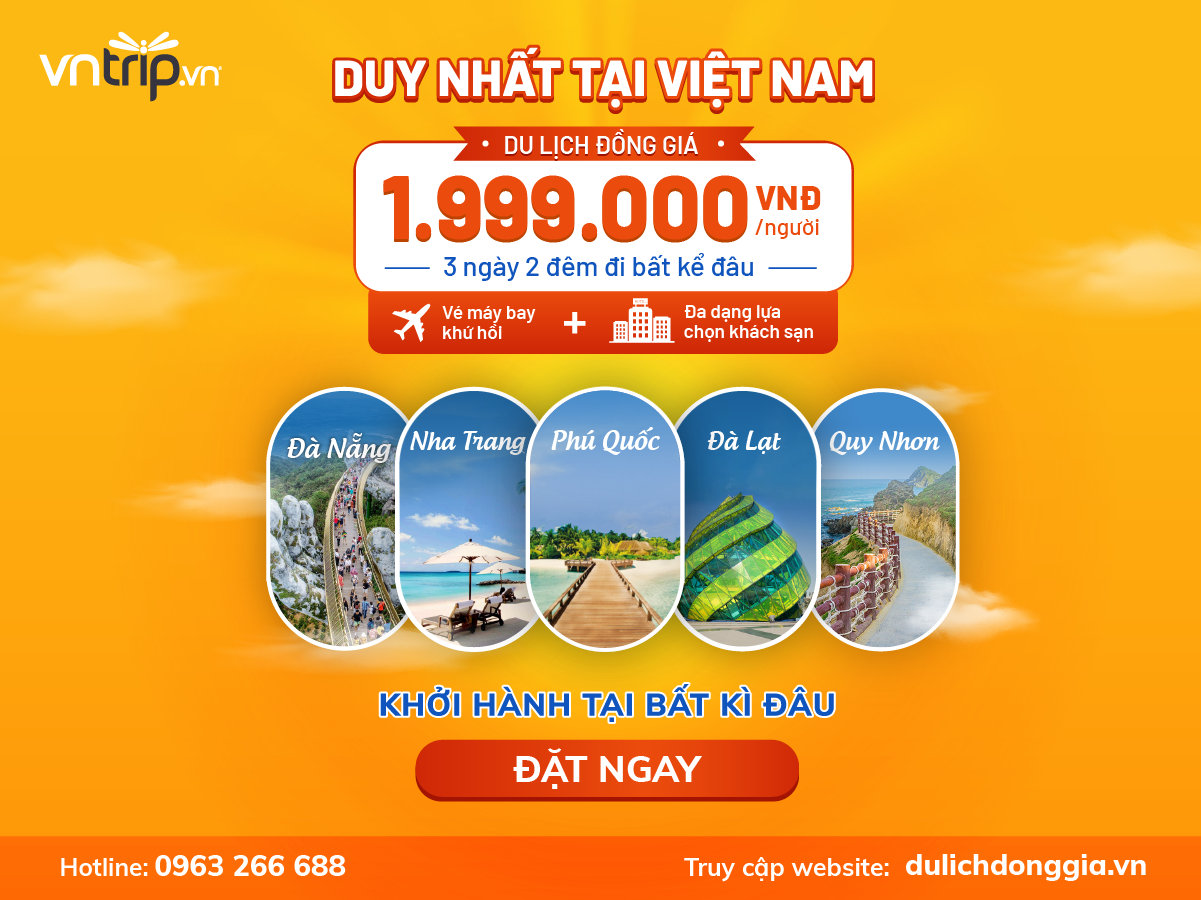 vntrip.vn
DUY NHẤT TẠI VIỆT NAM
• DU LỊCH ĐỒNG GIÁ •
1.999.000 VNĐ
/người
3 ngày 2 đêm đi bất kể đâu
Vé máy bay
khứ hồi
+
Đa dạng lựa
chọn khách sạn
Đà Nẵng
Nha Trang
Phú Quốc
Đà Lạt
Quy Nhơn
KHỞI HÀNH TẠI BẤT KÌ ĐÂU
ĐẶT NGAY
Hotline: 0963 266 688
Truy cập website: dulichdonggia.vn